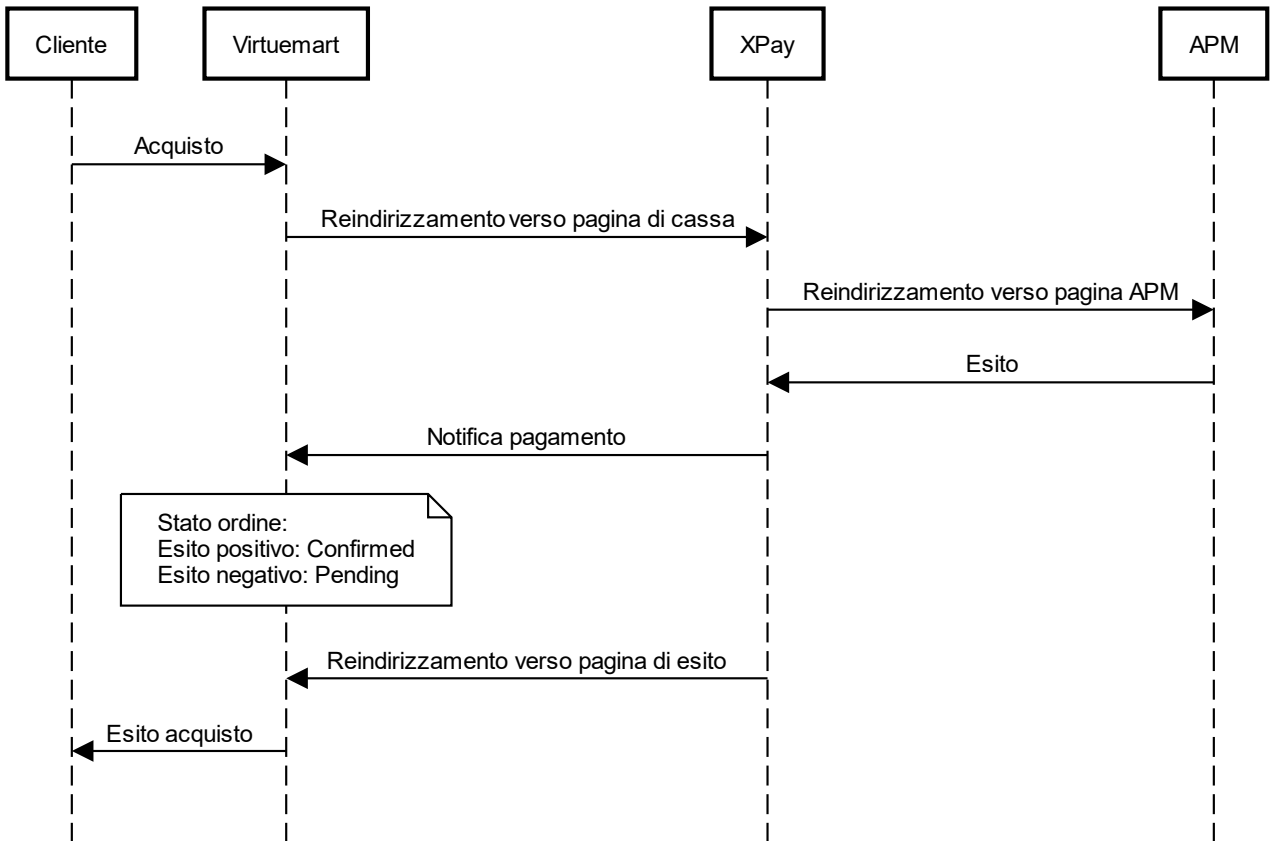 Cliente
Virtuemart
XPay
APM
Acquisto
Reindirizzamento verso pagina di cassa
Reindirizzamento verso pagina APM
Esito
Notifica pagamento
Stato ordine:
Esito positivo: Confirmed
Esito negativo: Pending
Reindirizzamento verso pagina di esito
Esito acquisto